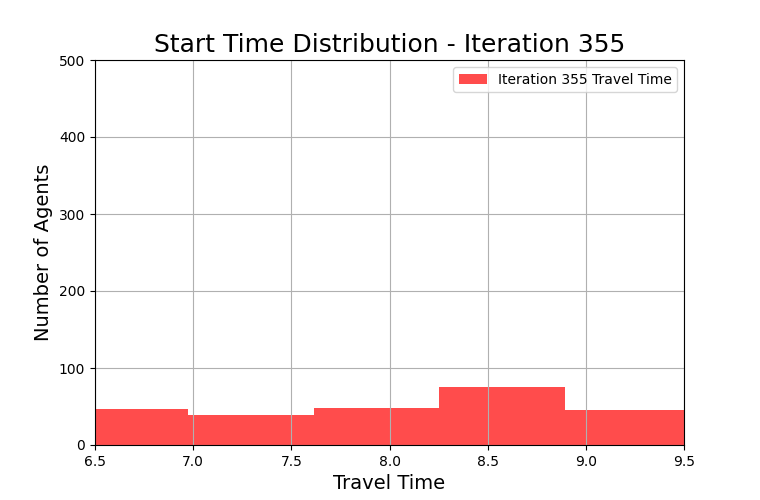 Start Time Distribution - Iteration 355
Iteration 355 Travel Time
Number of Agents
500
400
300
200
100
0
6.5 7.0 7.5 8.0 8.5 9.0 9.5
Travel Time